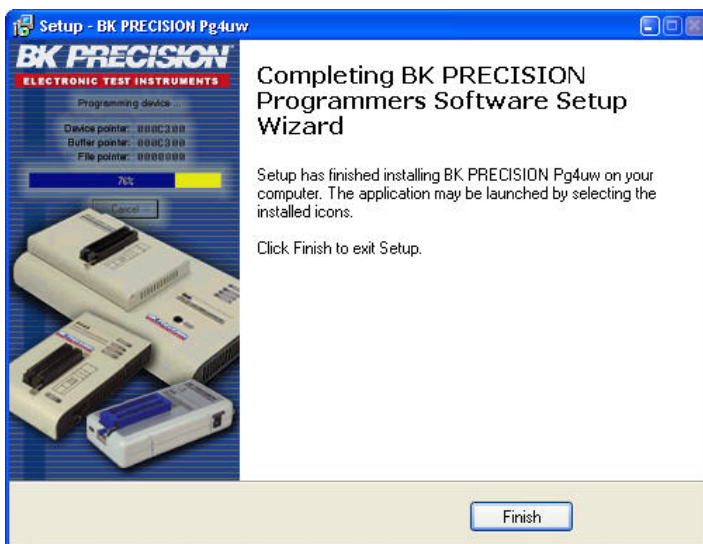 Setup - BK PRECISION Pg4uw
BK PRECISION
ELECTRONIC TEST INSTRUMENTS
Programming device ...
Device pointer: 000C300
Buffer pointer: 000C300
File pointer: 0000000
76%
Cancel
Completing BK PRECISION
Programmers Software Setup
Wizard
Setup has finished installing BK PRECISION Pg4uw on your
computer. The application may be launched by selecting the
installed icons.
Click Finish to exit Setup.
Finish